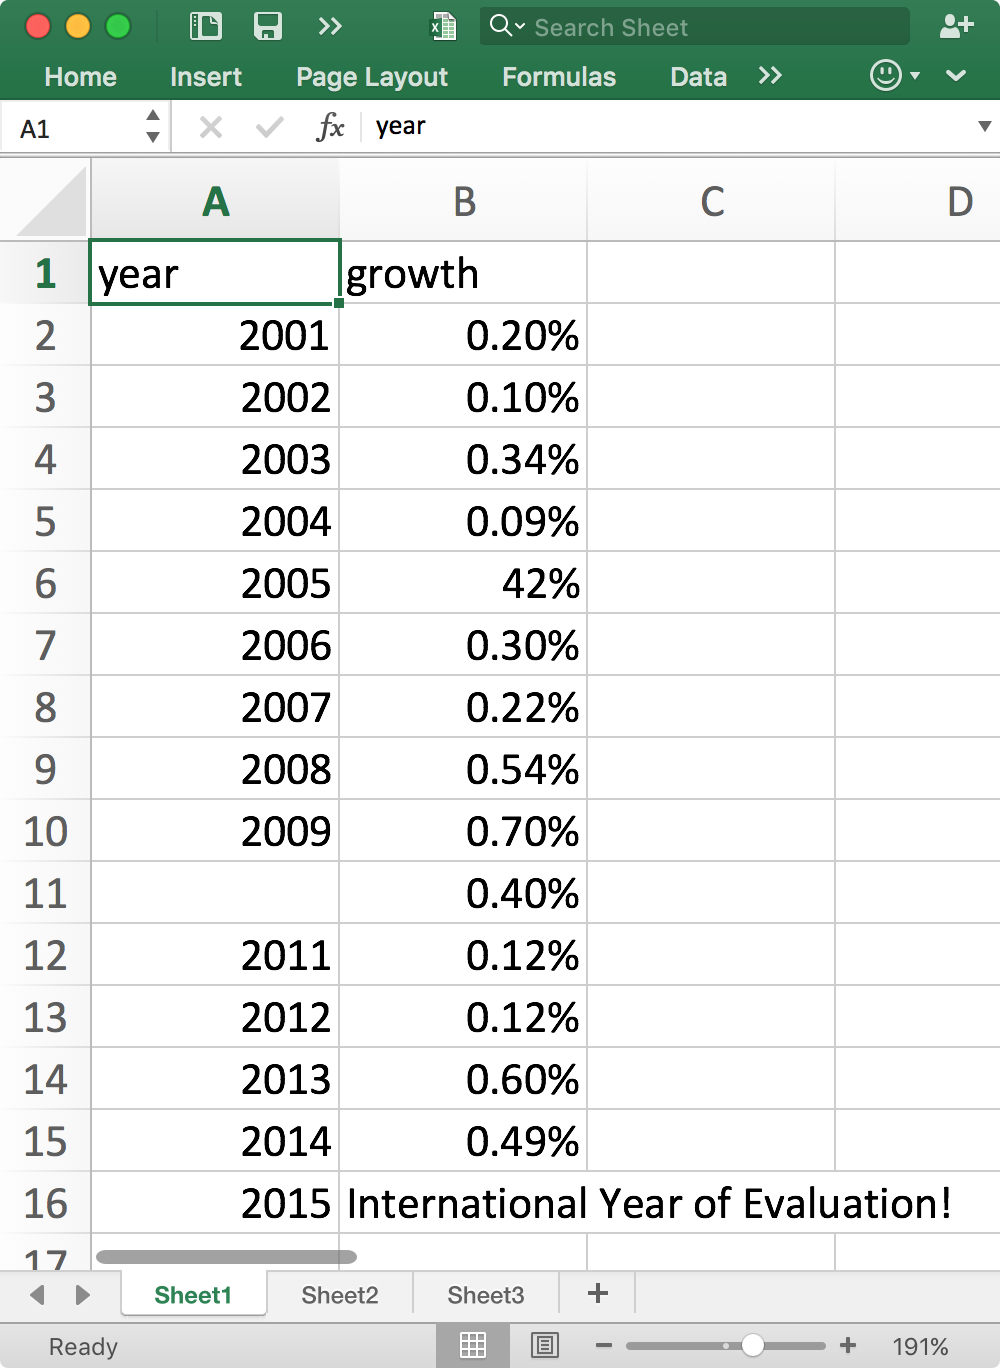 Search Sheet
Home Insert Page Layout Formulas Data
A1 fx year
A B C D
1 year growth
2 2001 0.20%
3 2002 0.10%
4 2003 0.34%
5 2004 0.09%
6 2005 42%
7 2006 0.30%
8 2007 0.22%
9 2008 0.54%
10 2009 0.70%
11 0.40%
12 2011 0.12%
13 2012 0.12%
14 2013 0.60%
15 2014 0.49%
16 2015 International Year of Evaluation!
17
Sheet1 Sheet2 Sheet3 +
Ready 191%